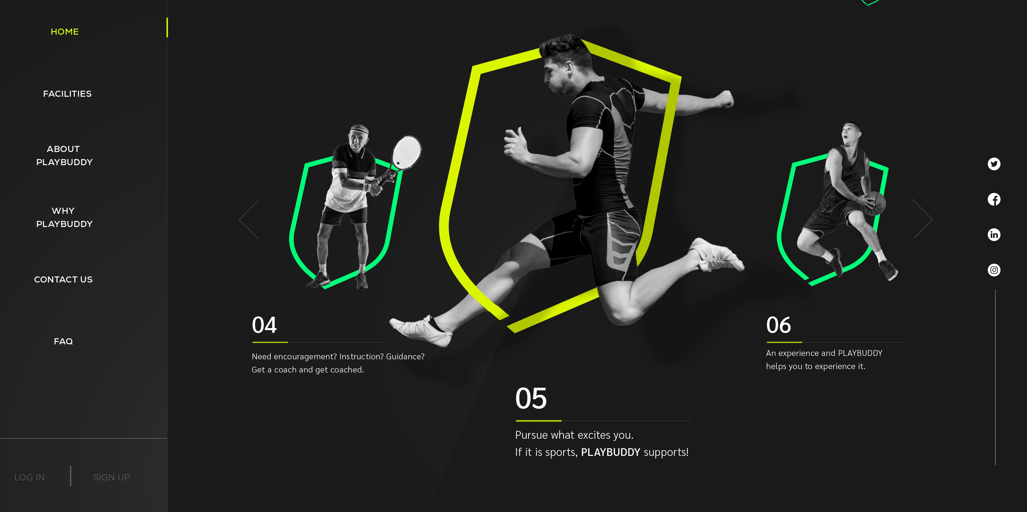 HOME
FACILITIES
ABOUT
PLAYBUDDY
WHY
PLAYBUDDY
CONTACT US
FAQ
LOG IN
SIGN UP
04
Need encouragement? Instruction? Guidance?
Get a coach and get coached.
05
Pursue what excites you.
If it is sports, PLAYBUDDY supports!
06
An experience and PLAYBUDDY
helps you to experience it.